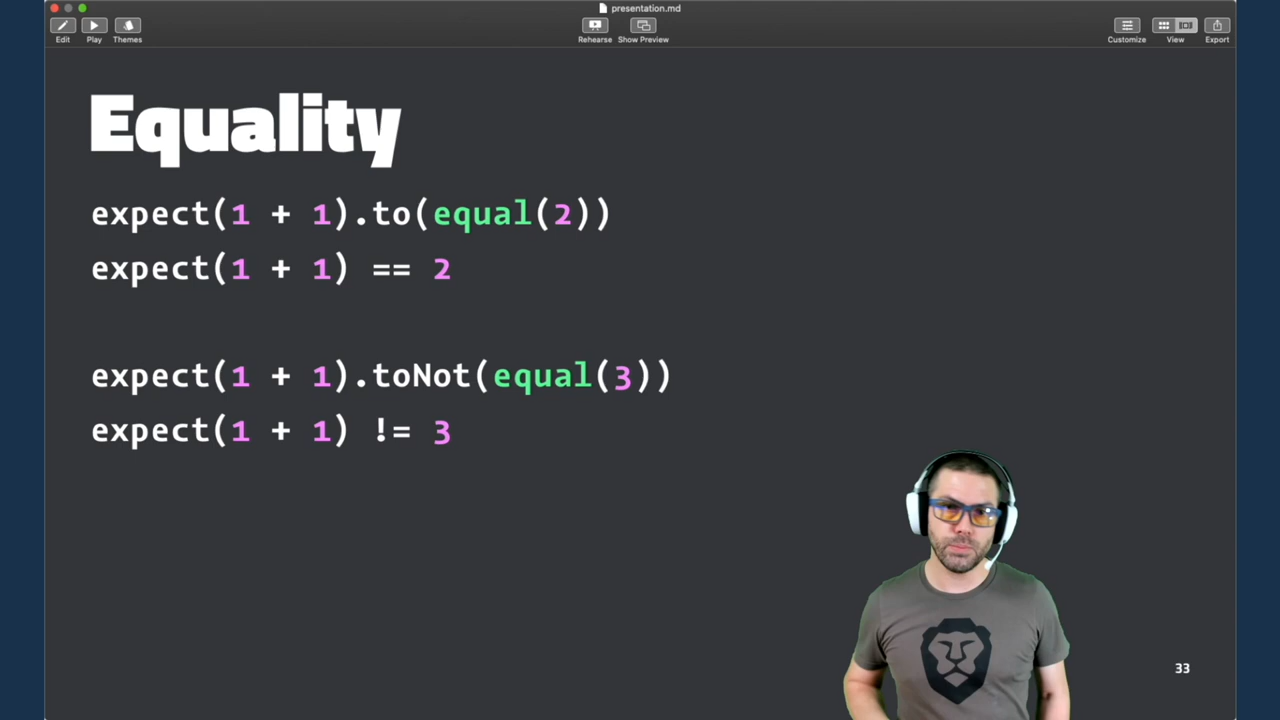 presentation.md
Edit Play Themes Rehearse Show Preview Customize View Export
Equality
expect(1 + 1).to(equal(2))
expect(1 + 1) == 2
expect(1 + 1).toNot(equal(3))
expect(1 + 1) != 3
33